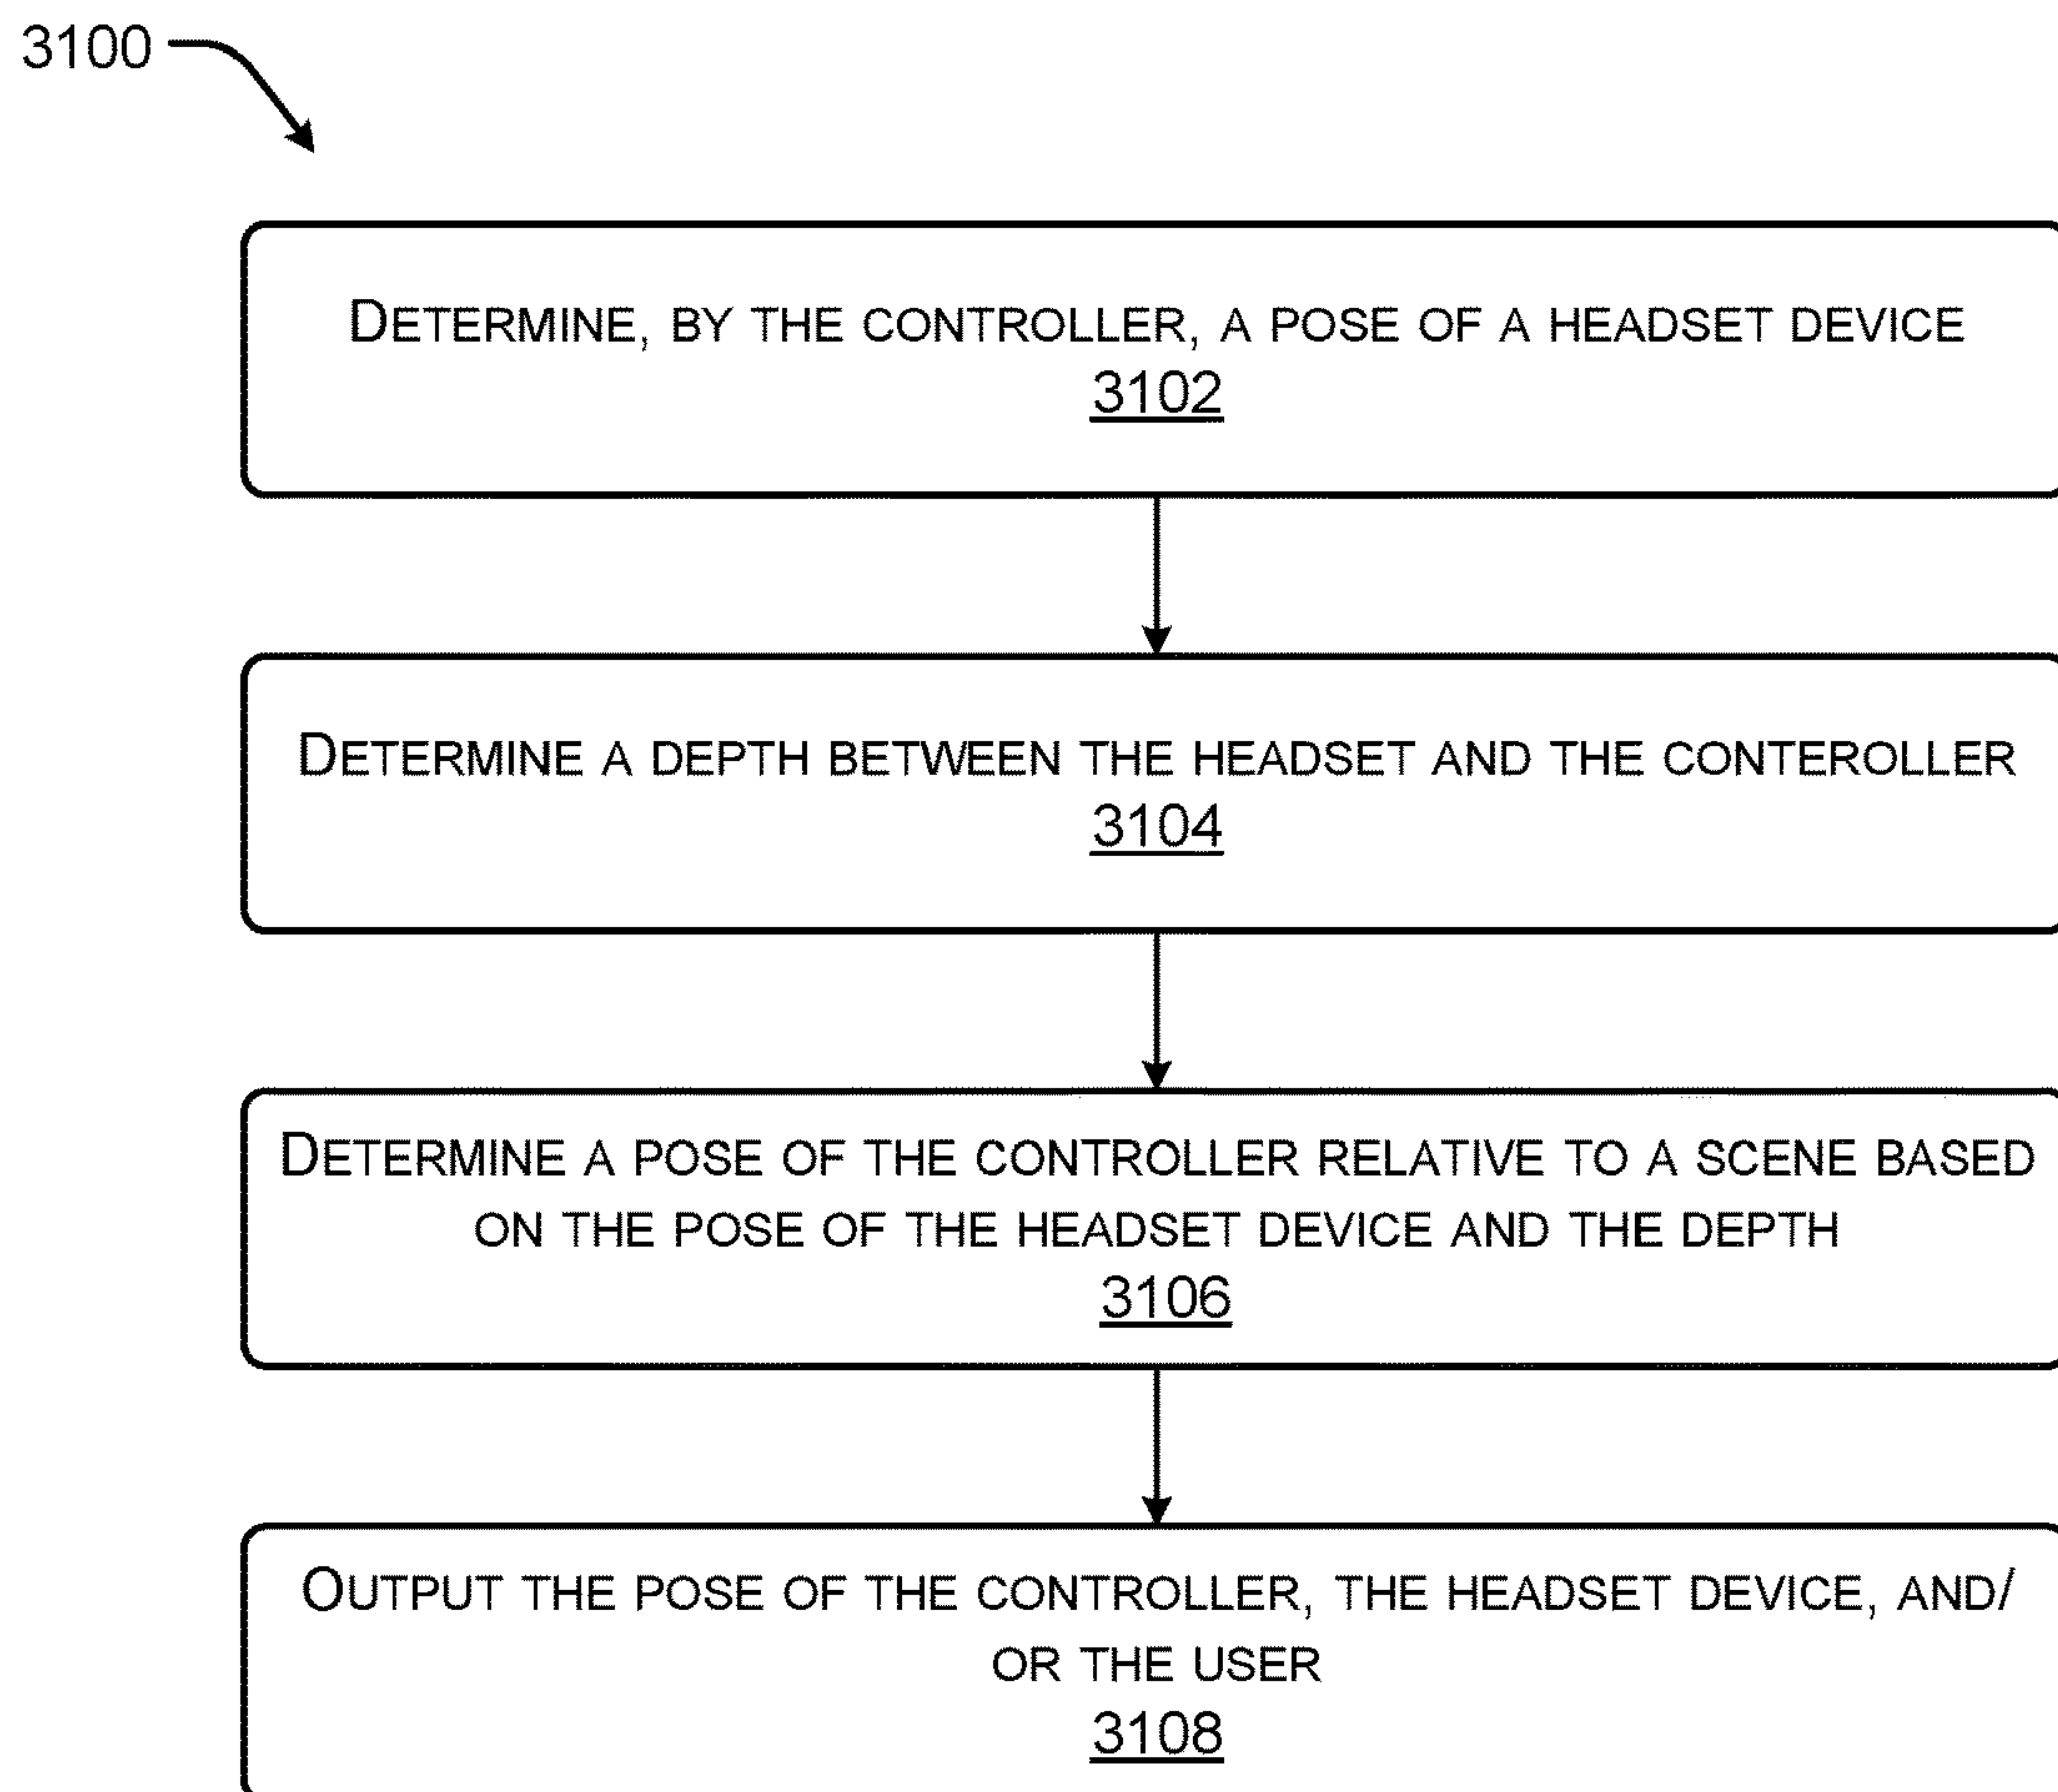 3100
DETERMINE, BY THE CONTROLLER, A POSE OF A HEADSET DEVICE
3102
DETERMINE A DEPTH BETWEEN THE HEADSET AND THE CONTEROLLER
3104
DETERMINE A POSE OF THE CONTROLLER RELATIVE TO A SCENE BASED
ON THE POSE OF THE HEADSET DEVICE AND THE DEPTH
3106
OUTPUT THE POSE OF THE CONTROLLER, THE HEADSET DEVICE, AND/
OR THE USER
3108